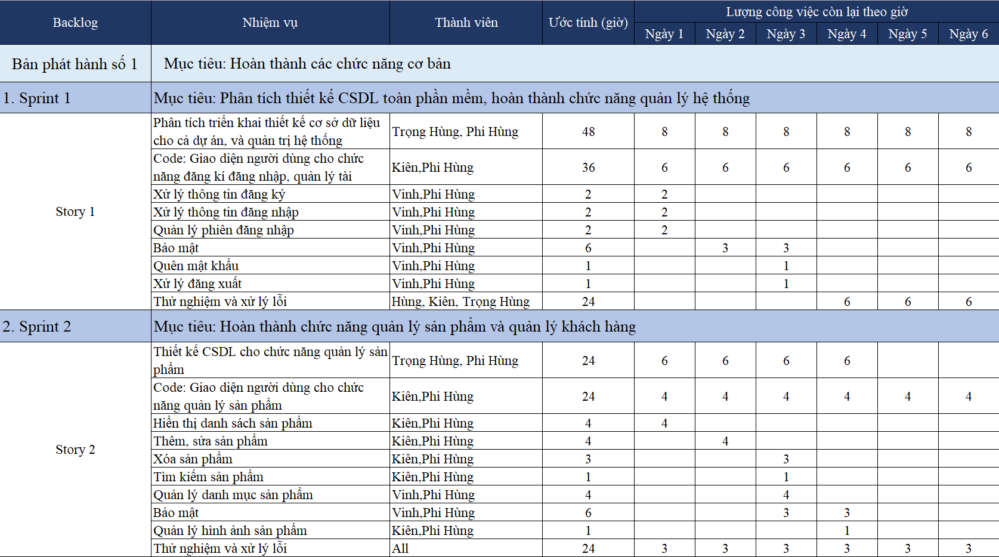 Backlog Nhiệm vụ Thành viên Ước tính (giờ) Lượng công việc còn lại theo giờ
Ngày 1 Ngày 2 Ngày 3 Ngày 4 Ngày 5 Ngày 6
Bản phát hành số 1 Mục tiêu: Hoàn thành các chức năng cơ bản
1. Sprint 1 Mục tiêu: Phân tích thiết kế CSDL toàn phần mềm, hoàn thành chức năng quản lý hệ thống
Story 1
Phân tích triển khai thiết kế cơ sở dữ liệu
cho cả dự án, và quản trị hệ thống
Trọng Hùng, Phi Hùng 48 8 8 8 8 8 8
Code: Giao diện người dùng cho chức
năng đăng kí đăng nhập, quản lý tài
Kiên,Phi Hùng 36 6 6 6 6 6 6
Xử lý thông tin đăng ký Vinh,Phi Hùng 2 2
Xử lý thông tin đăng nhập Vinh,Phi Hùng 2 2
Quản lý phiên đăng nhập Vinh,Phi Hùng 2 2
Bảo mật Vinh,Phi Hùng 6 3 3
Quên mật khẩu Vinh,Phi Hùng 1 1
Xử lý đăng xuất Vinh,Phi Hùng 1 1
Thử nghiệm và xử lý lỗi Hùng, Kiên, Trọng Hùng 24 6 6 6
2. Sprint 2 Mục tiêu: Hoàn thành chức năng quản lý sản phẩm và quản lý khách hàng
Story 2
Thiết kế CSDL cho chức năng quản lý sản
phẩm
Trọng Hùng, Phi Hùng 24 6 6 6 6
Code: Giao diện người dùng cho chức
năng quản lý sản phẩm
Kiên,Phi Hùng 24 4 4 4 4 4 4
Hiển thị danh sách sản phẩm Kiên,Phi Hùng 4 4
Thêm, sửa sản phẩm Kiên,Phi Hùng 4 4
Xóa sản phẩm Kiên,Phi Hùng 3 3
Tìm kiếm sản phẩm Kiên,Phi Hùng 1 1
Quản lý danh mục sản phẩm Vinh,Phi Hùng 4 4
Bảo mật Vinh,Phi Hùng 6 3 3
Quản lý hình ảnh sản phẩm Kiên,Phi Hùng 1 1
Thử nghiệm và xử lý lỗi All 24 3 3 3 3 3 3